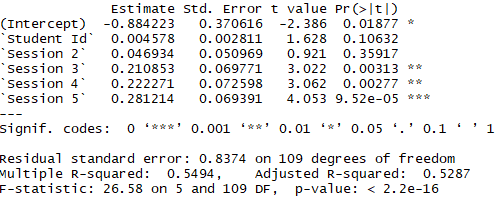 Estimate Std. Error t value Pr(>|t|)
(Intercept) -0.884223 0.370616 -2.386 0.01877 *
`Student Id` 0.004578 0.002811 1.628 0.10632
`Session 2` 0.046934 0.050969 0.921 0.35917
`Session 3` 0.210853 0.069771 3.022 0.00313 **
`Session 4` 0.222271 0.072598 3.062 0.00277 **
`Session 5` 0.281214 0.069391 4.053 9.52e-05 ***
---
Signif. codes: 0 ‘***’ 0.001 ‘**’ 0.01 ‘*’ 0.05 ‘.’ 0.1 ‘ ’ 1
Residual standard error: 0.8374 on 109 degrees of freedom
Multiple R-squared: 0.5494, Adjusted R-squared: 0.5287
F-statistic: 26.58 on 5 and 109 DF, p-value: < 2.2e-16